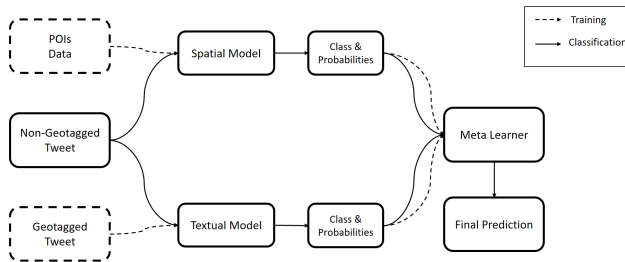 POIs
Data
Spatial Model
Class &
Probabilities
Training
Classification
Non-Geotagged
Tweet
Meta Learner
Geotagged
Tweet
Textual Model
Class &
Probabilities
Final Prediction